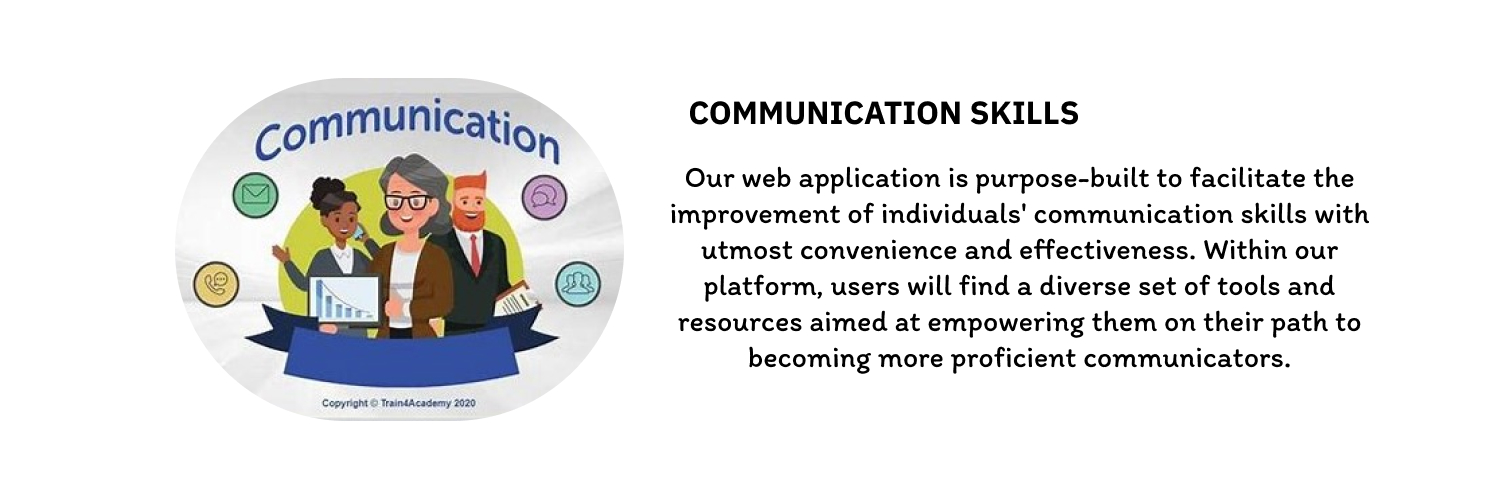 Communication
Copyright © Train4Academy 2020
COMMUNICATION SKILLS
Our web application is purpose-built to facilitate the
improvement of individuals' communication skills with
utmost convenience and effectiveness. Within our
platform, users will find a diverse set of tools and
resources aimed at empowering them on their path to
becoming more proficient communicators.